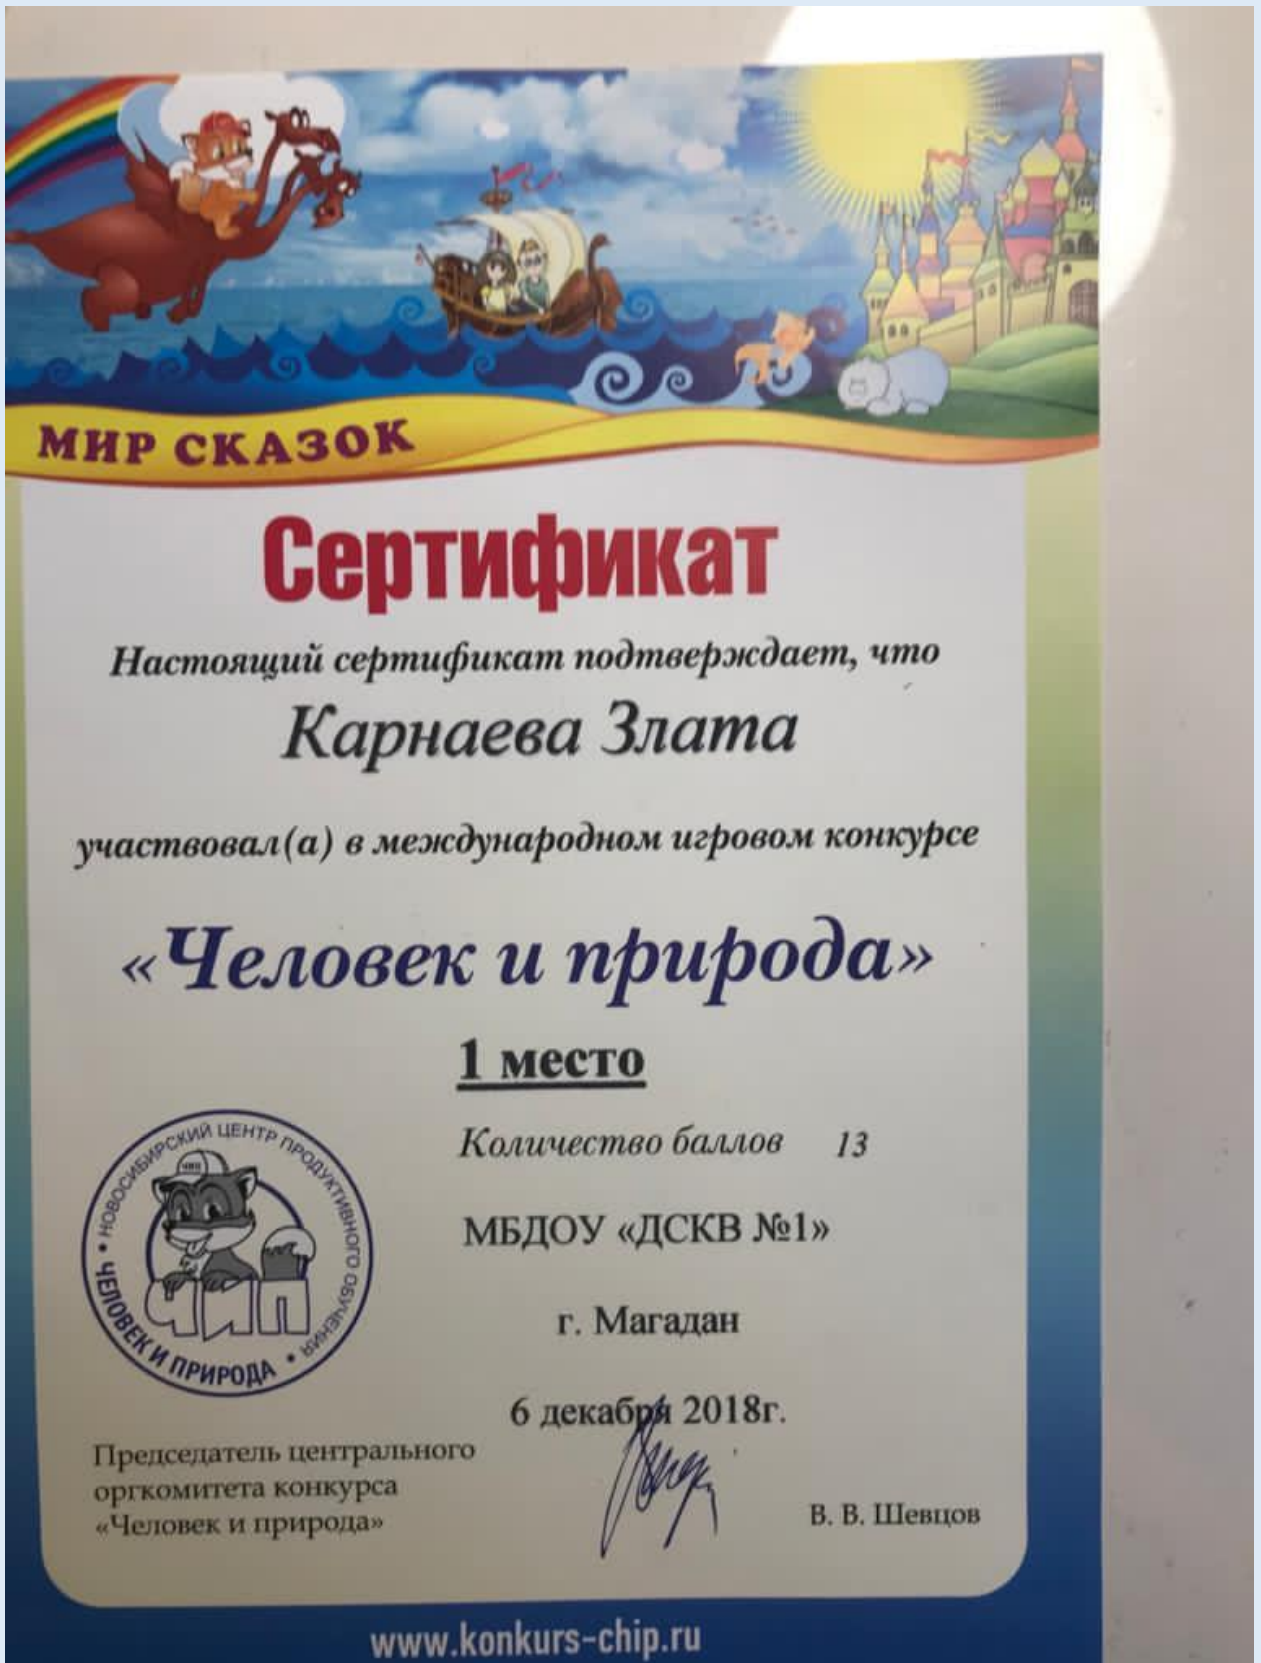 МИР СКАЗОК
Сертификат
Настоящий сертификат подтверждает, что
Карнаева Злата
участвовал(а) в международном игровом конкурсе
«Человек и природа»
1 место
Количество баллов 13
МБДОУ «ДСКВ №1»
г. Магадан
6 декабря 2018г.
• НОВОСИБИРСКИЙ ЦЕНТР ПРОДУКТИВНОГО ОБУЧЕНИЯ •
ЧЕЛОВЕК И ПРИРОДА
ЧИП
ЧИП
Председатель центрального
оргкомитета конкурса
«Человек и природа»
В. В. Шевцов
www.konkurs-chip.ru